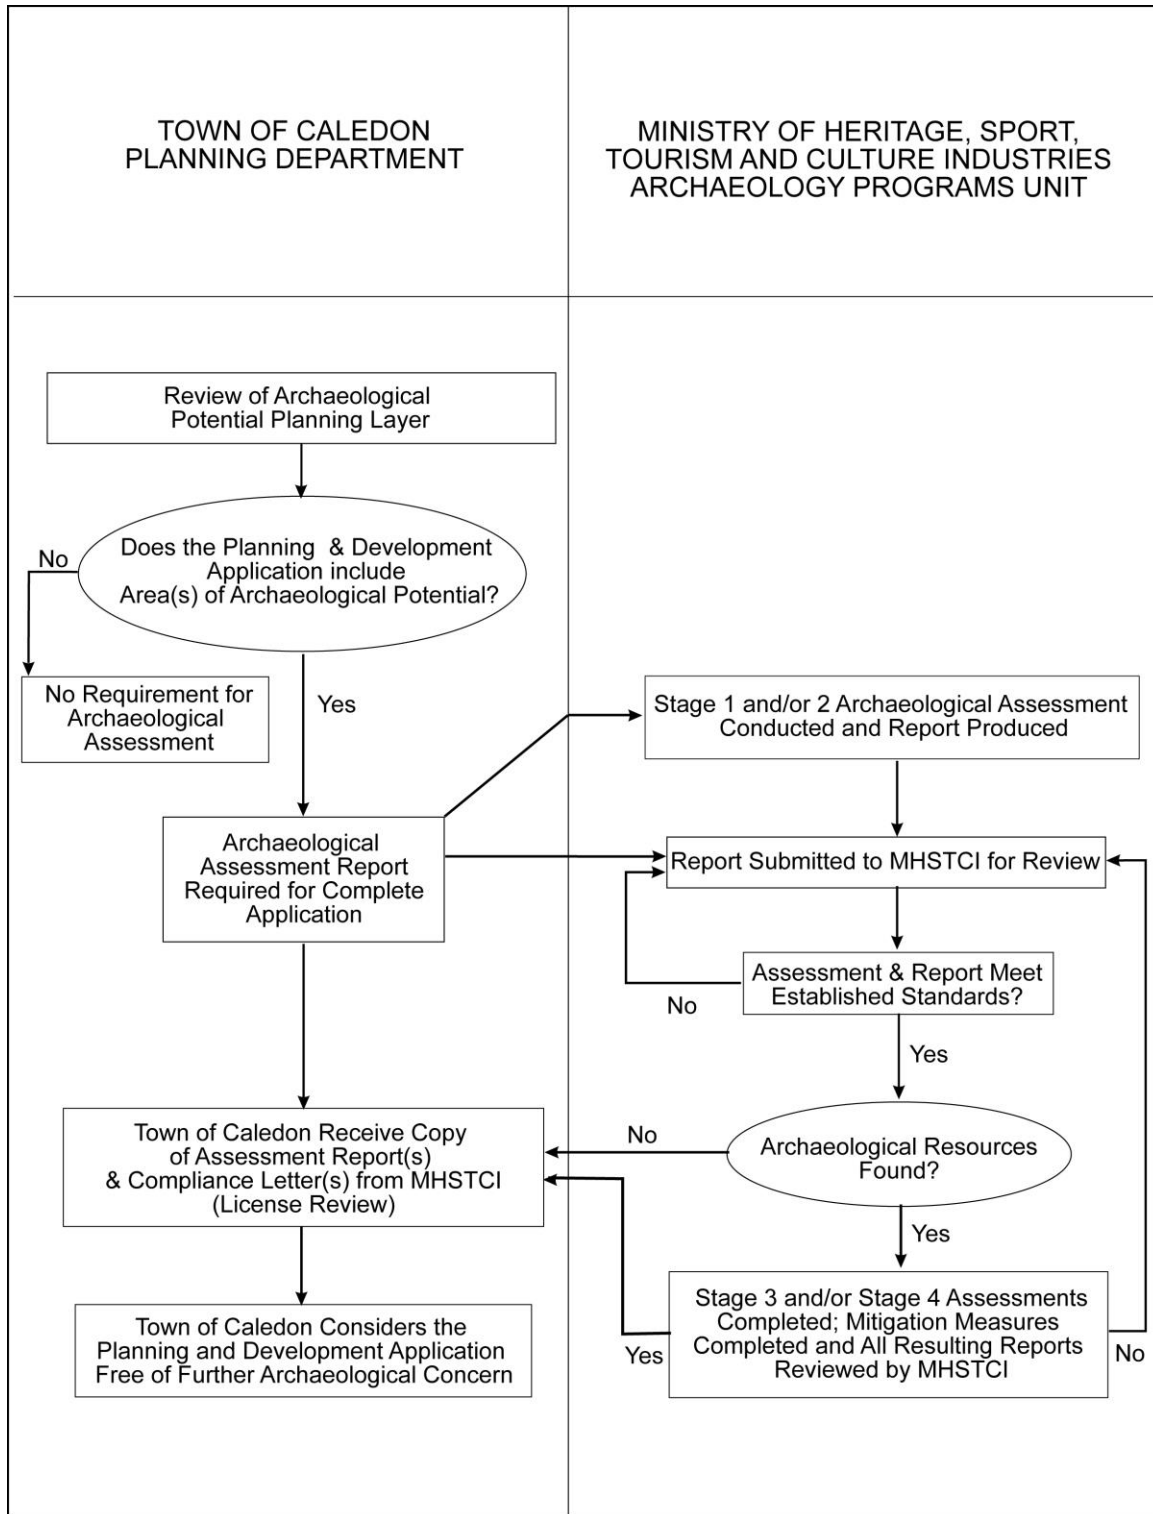 TOWN OF CALEDON
PLANNING DEPARTMENT
MINISTRY OF HERITAGE, SPORT,
TOURISM AND CULTURE INDUSTRIES
ARCHAEOLOGY PROGRAMS UNIT
Review of Archaeological
Potential Planning Layer
Does the Planning & Development
Application include
Area(s) of Archaeological Potential?
No
No Requirement for
Archaeological
Assessment
Yes
Archaeological
Assessment Report
Required for Complete
Application
Stage 1 and/or 2 Archaeological Assessment
Conducted and Report Produced
Report Submitted to MHSTCI for Review
Assessment & Report Meet
Established Standards?
No
Yes
Archaeological Resources
Found?
No
Yes
Town of Caledon Receive Copy
of Assessment Report(s)
& Compliance Letter(s) from MHSTCI
(License Review)
Stage 3 and/or Stage 4 Assessments
Completed; Mitigation Measures
Completed and All Resulting Reports
Reviewed by MHSTCI
Yes
No
Town of Caledon Considers the
Planning and Development Application
Free of Further Archaeological Concern